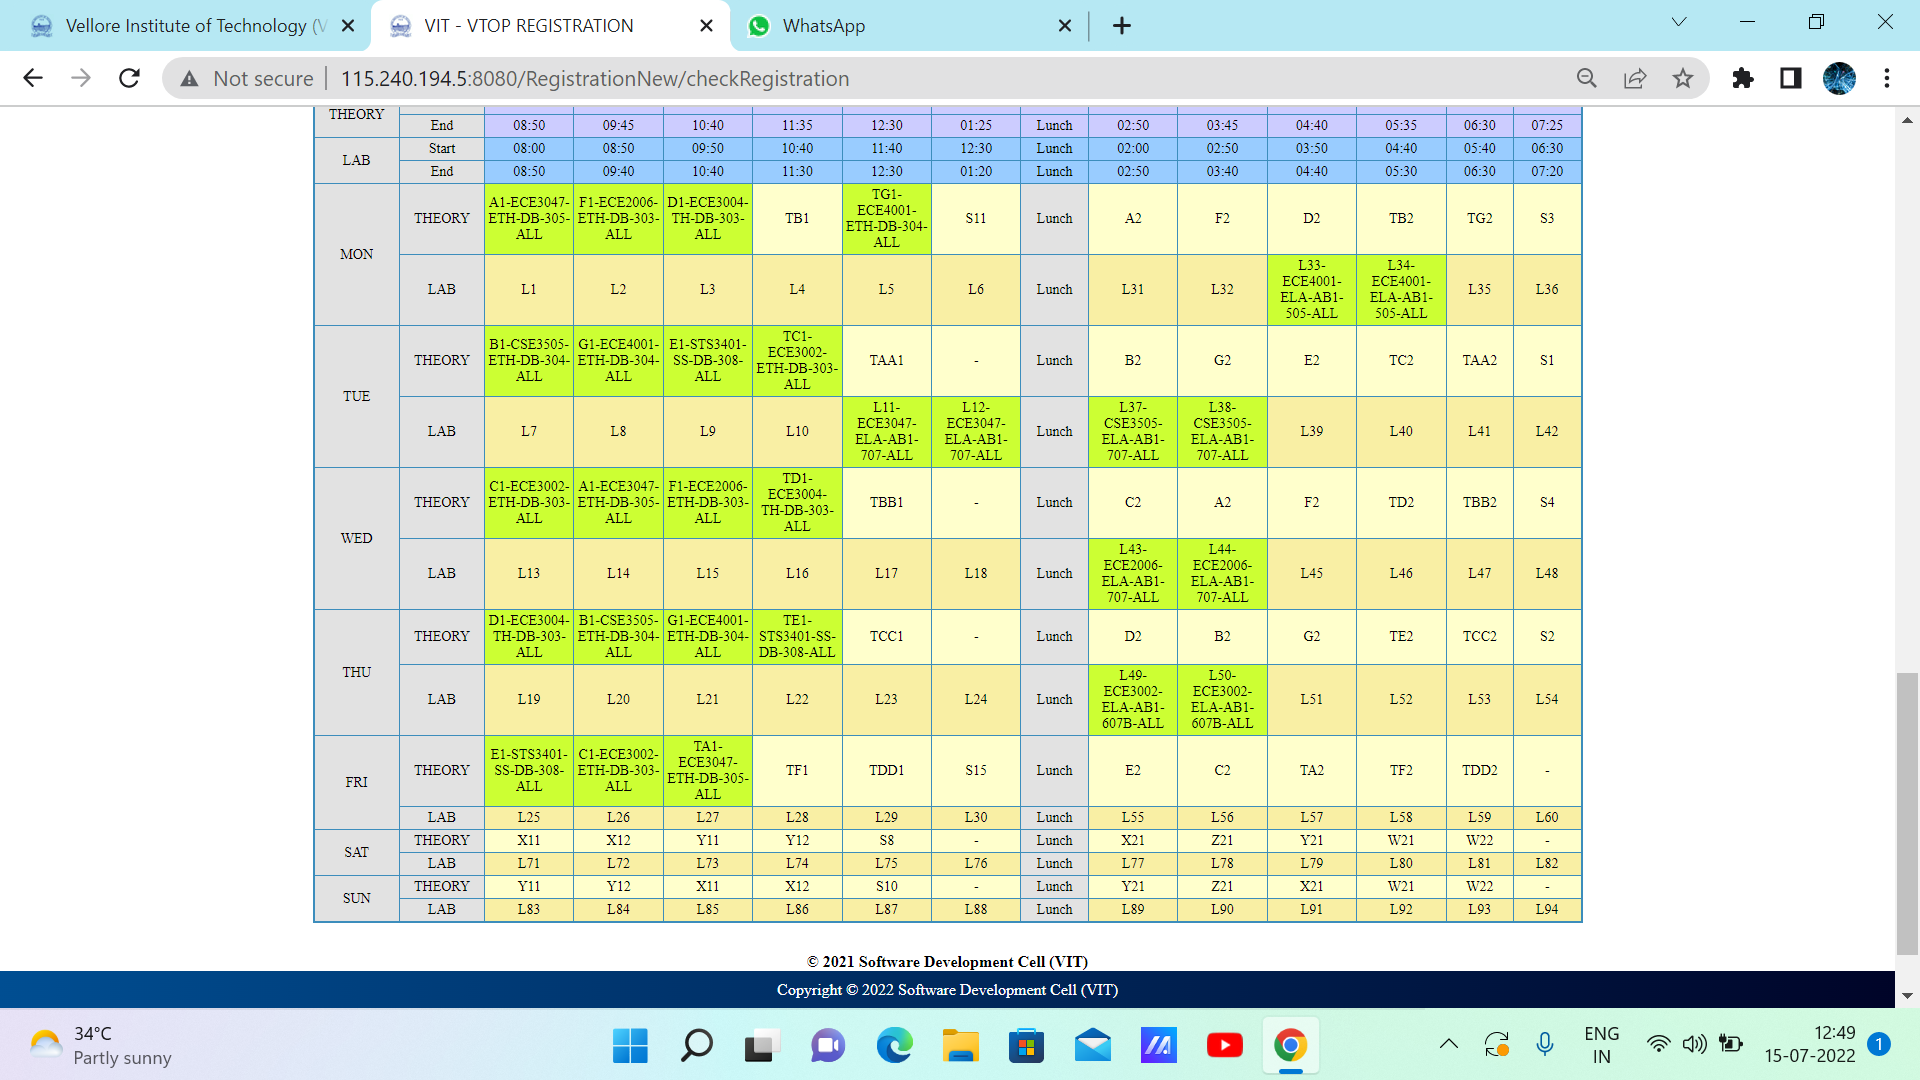 Vellore Institute of Technology (V
VIT - VTOP REGISTRATION
WhatsApp
Not secure
115.240.194.5:8080/RegistrationNew/checkRegistration
THEORY
End 08:50 09:45 10:40 11:35 12:30 01:25 Lunch 02:50 03:45 04:40 05:35 06:30 07:25
LAB
Start 08:00 08:50 09:50 10:40 11:40 12:30 Lunch 02:00 02:50 03:50 04:40 05:40 06:30
End 08:50 09:40 10:40 11:30 12:30 01:20 Lunch 02:50 03:40 04:40 05:30 06:30 07:20
MON
THEORY
A1-ECE3047-
ETH-DB-305-
ALL
F1-ECE2006-
ETH-DB-303-
ALL
D1-ECE3004-
TH-DB-303-
ALL
TB1
TG1-
ECE4001-
ETH-DB-304-
ALL
S11 Lunch A2 F2 D2 TB2 TG2 S3
LAB L1 L2 L3 L4 L5 L6 Lunch L31 L32
L33-
ECE4001-
ELA-AB1-
505-ALL
L34-
ECE4001-
ELA-AB1-
505-ALL
L35 L36
TUE
THEORY
B1-CSE3505-
ETH-DB-304-
ALL
G1-ECE4001-
ETH-DB-304-
ALL
E1-STS3401-
SS-DB-308-
ALL
TC1-
ECE3002-
ETH-DB-303-
ALL
TAA1 - Lunch B2 G2 E2 TC2 TAA2 S1
LAB L7 L8 L9 L10
L11-
ECE3047-
ELA-AB1-
707-ALL
L12-
ECE3047-
ELA-AB1-
707-ALL
Lunch
L37-
CSE3505-
ELA-AB1-
707-ALL
L38-
CSE3505-
ELA-AB1-
707-ALL
L39 L40 L41 L42
WED
THEORY
C1-ECE3002-
ETH-DB-303-
ALL
A1-ECE3047-
ETH-DB-305-
ALL
F1-ECE2006-
ETH-DB-303-
ALL
TD1-
ECE3004-
TH-DB-303-
ALL
TBB1 - Lunch C2 A2 F2 TD2 TBB2 S4
LAB L13 L14 L15 L16 L17 L18 Lunch
L43-
ECE2006-
ELA-AB1-
707-ALL
L44-
ECE2006-
ELA-AB1-
707-ALL
L45 L46 L47 L48
THU
THEORY
D1-ECE3004-
TH-DB-303-
ALL
B1-CSE3505-
ETH-DB-304-
ALL
G1-ECE4001-
ETH-DB-304-
ALL
TE1-
STS3401-SS-
DB-308-ALL
TCC1 - Lunch D2 B2 G2 TE2 TCC2 S2
LAB L19 L20 L21 L22 L23 L24 Lunch
L49-
ECE3002-
ELA-AB1-
607B-ALL
L50-
ECE3002-
ELA-AB1-
607B-ALL
L51 L52 L53 L54
FRI
THEORY
E1-STS3401-
SS-DB-308-
ALL
C1-ECE3002-
ETH-DB-303-
ALL
TA1-
ECE3047-
ETH-DB-305-
ALL
TF1 TDD1 S15 Lunch E2 C2 TA2 TF2 TDD2 -
LAB L25 L26 L27 L28 L29 L30 Lunch L55 L56 L57 L58 L59 L60
SAT
THEORY X11 X12 Y11 Y12 S8 - Lunch X21 Z21 Y21 W21 W22 -
LAB L71 L72 L73 L74 L75 L76 Lunch L77 L78 L79 L80 L81 L82
SUN
THEORY Y11 Y12 X11 X12 S10 - Lunch Y21 Z21 X21 W21 W22 -
LAB L83 L84 L85 L86 L87 L88 Lunch L89 L90 L91 L92 L93 L94
© 2021 Software Development Cell (VIT)
Copyright © 2022 Software Development Cell (VIT)
34°C
Partly sunny
ENG
IN
12:49
15-07-2022
1